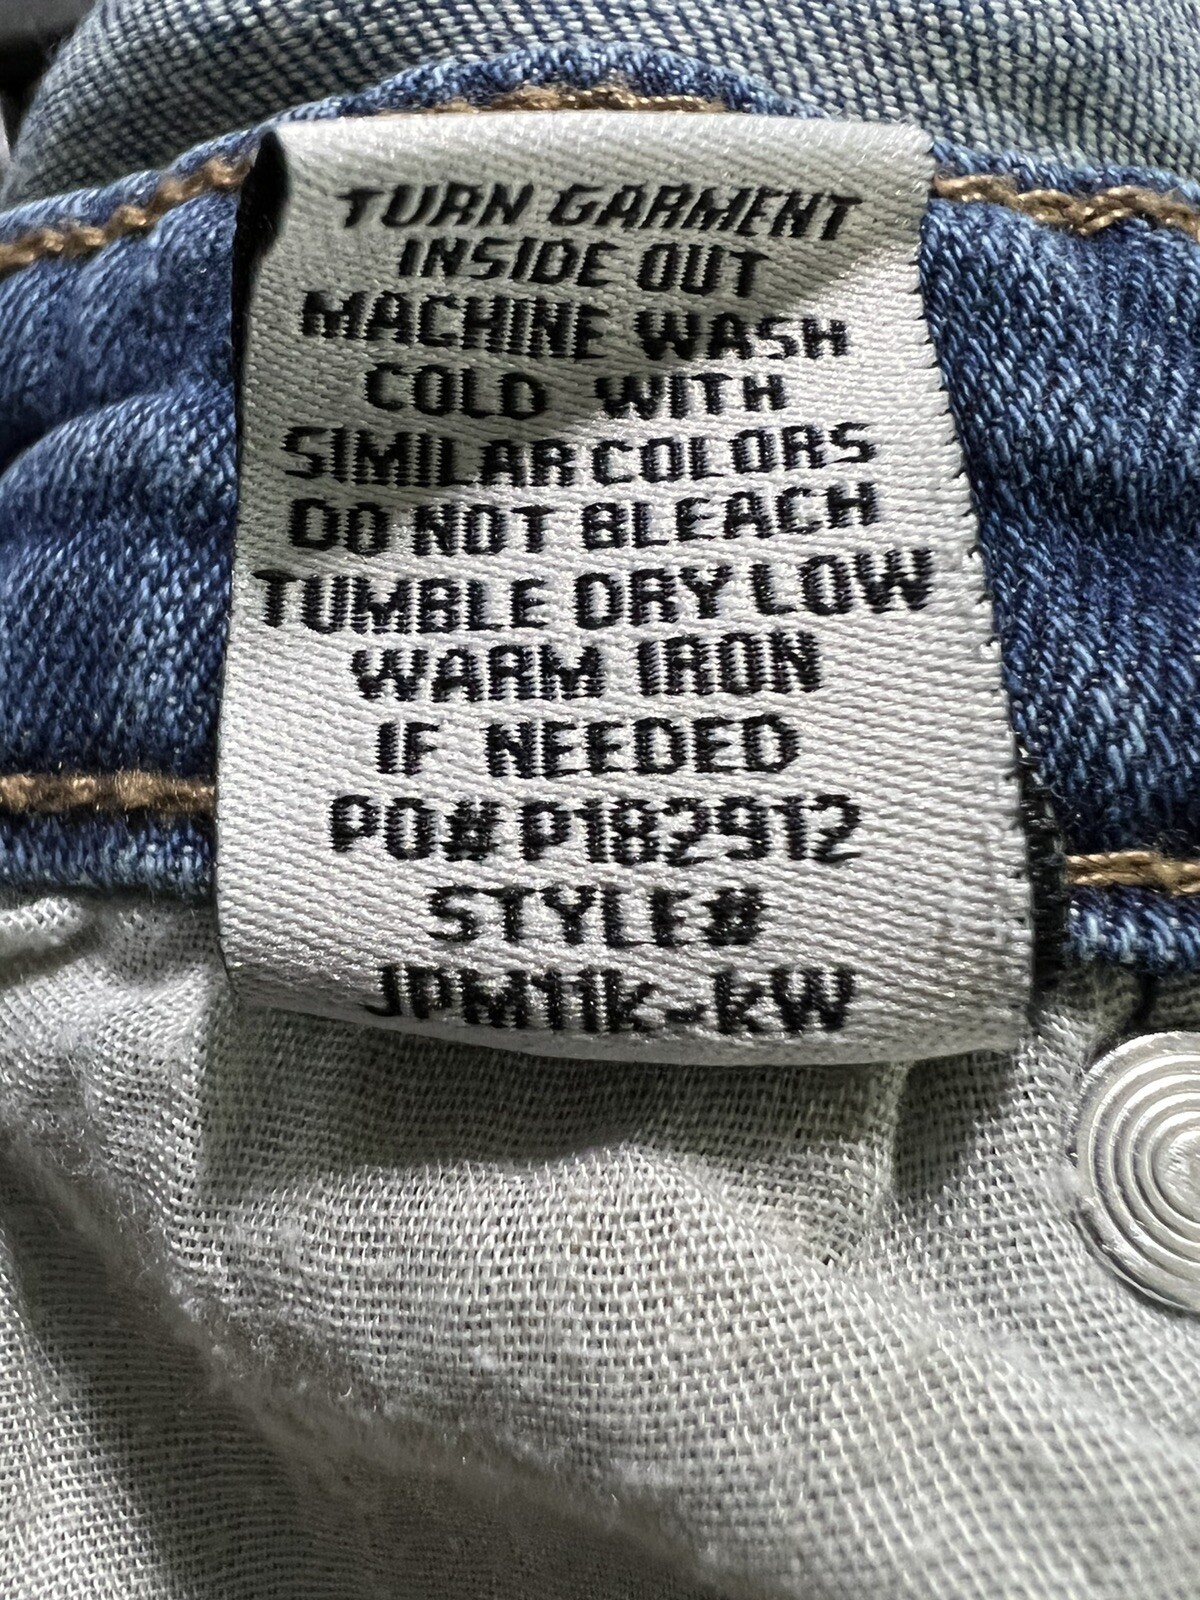 TURN GARMENT
INSIDE OUT
MACHINE WASH
COLD WITH
SIMILAR COLORS
DO NOT BLEACH
TUMBLE DRY LOW
WARM IRON
IF NEEDED
PO# P182912
STYLE#
JPM11k-kW